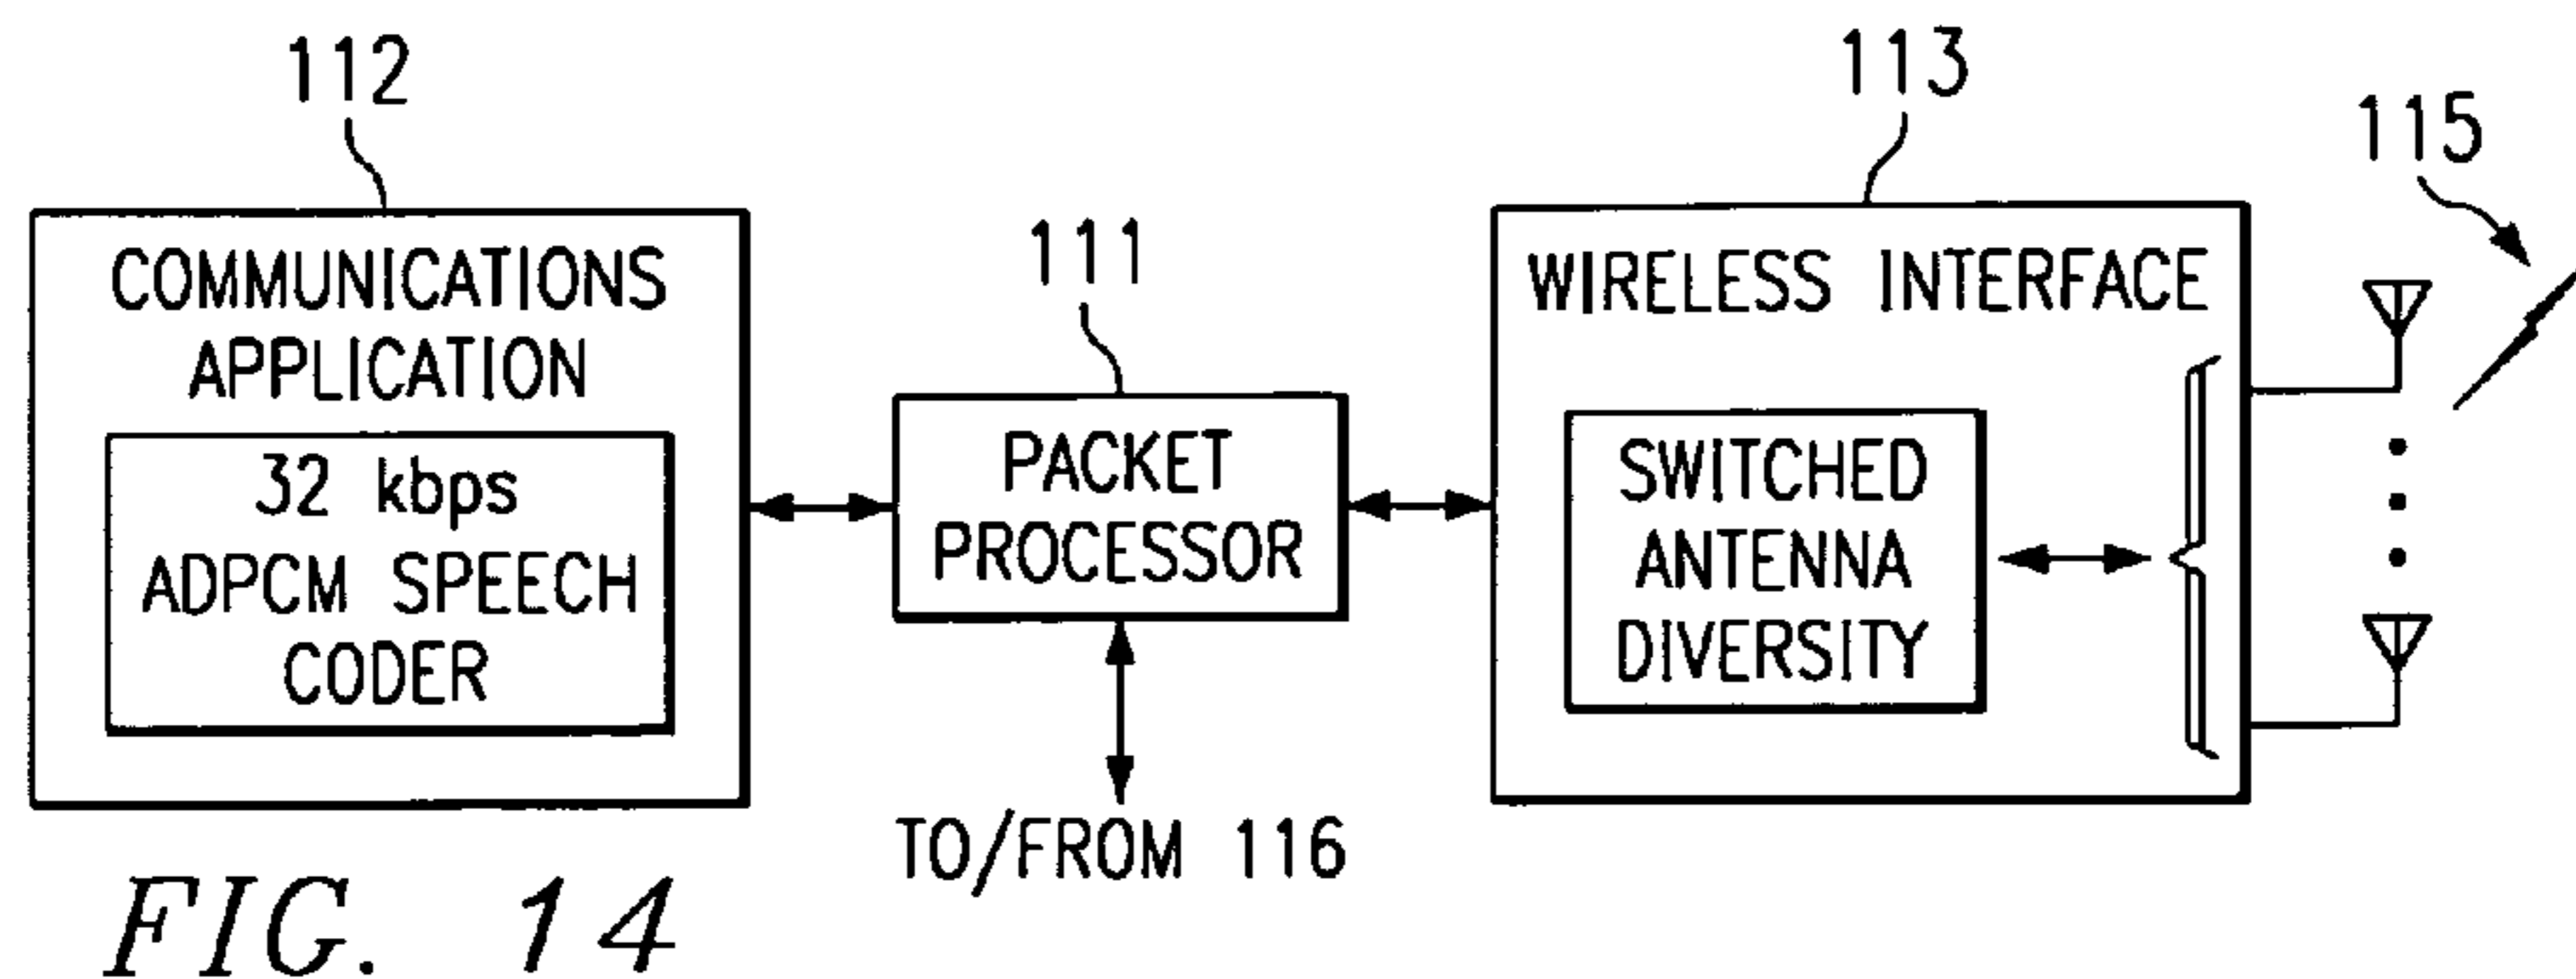 112
COMMUNICATIONS
APPLICATION
32 kbps
ADPCM SPEECH
CODER
111
PACKET
PROCESSOR
TO/FROM 116
113
WIRELESS INTERFACE
SWITCHED
ANTENNA
DIVERSITY
115
FIG. 14